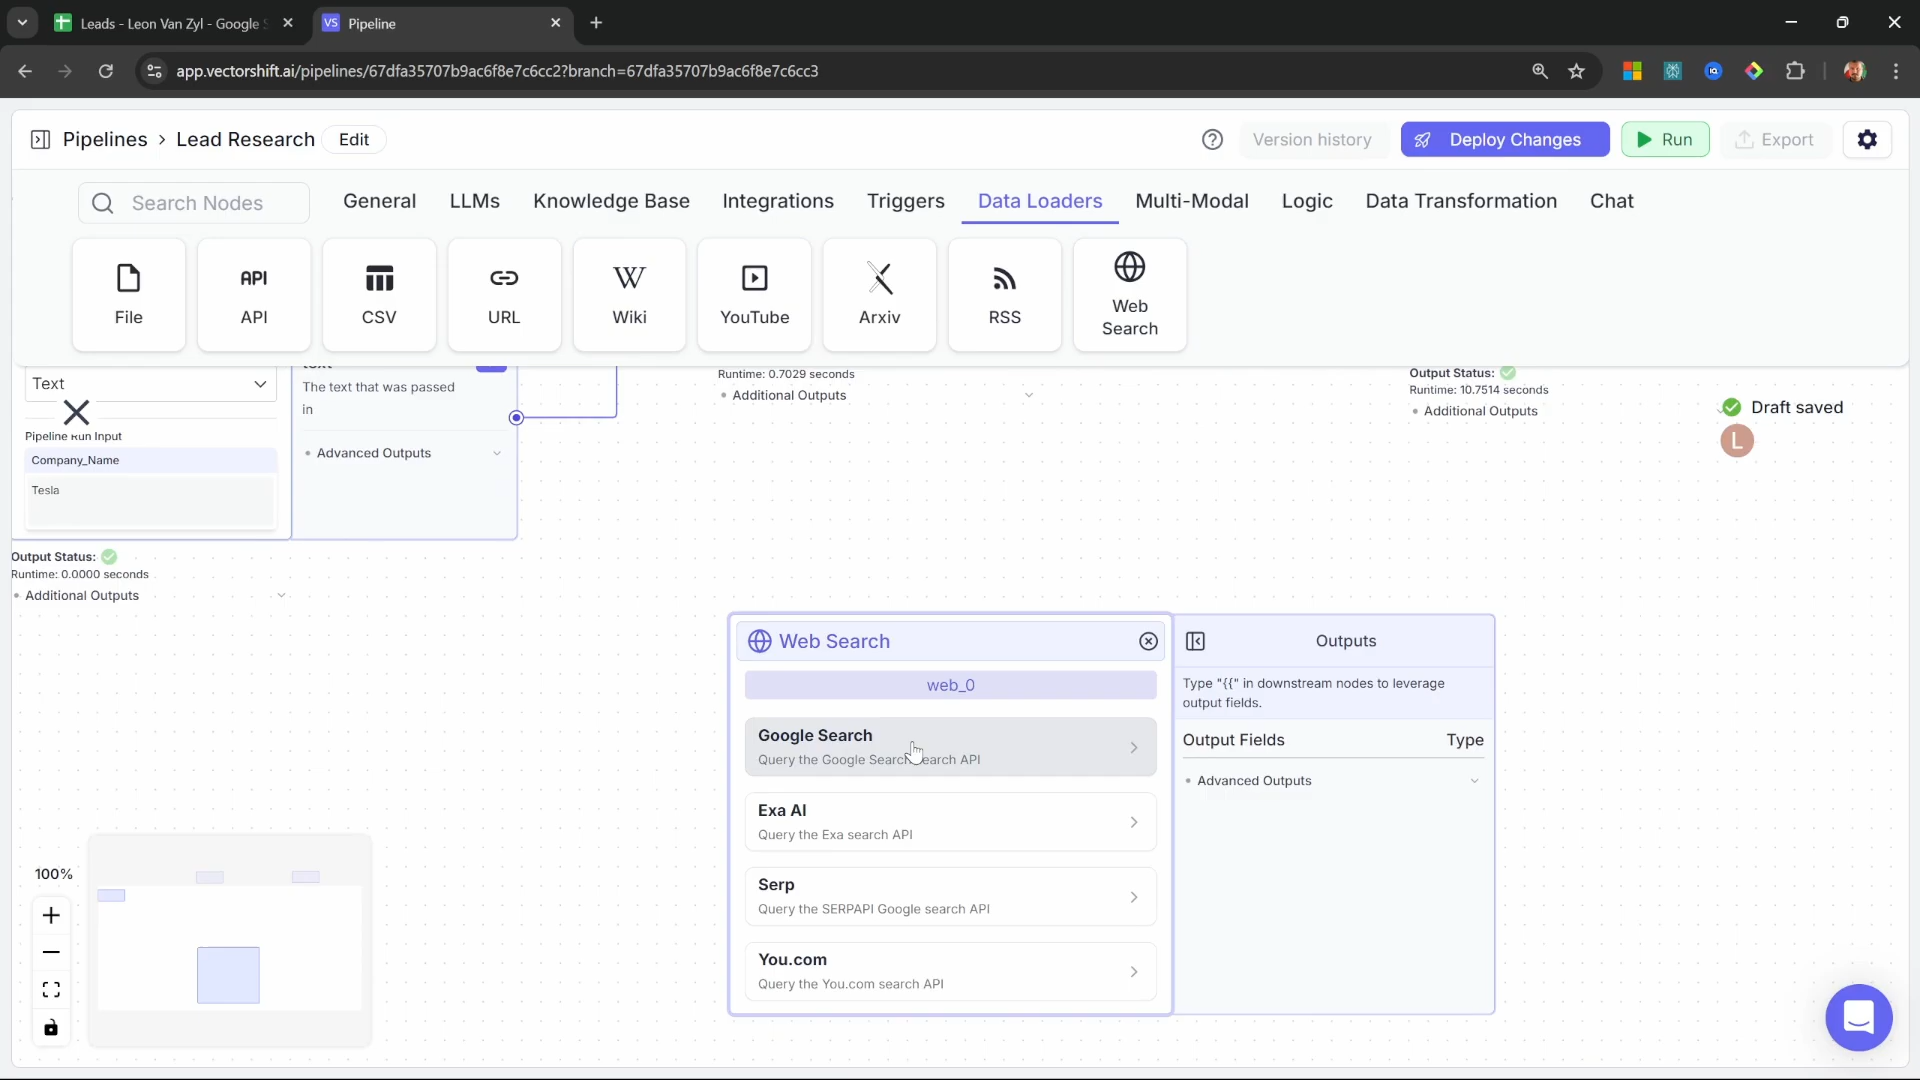 Leads - Leon Van Zyl - Google S
VS Pipeline
app.vectorshift.ai/pipelines/67dfa35707b9ac6f8e7c6cc2?branch=67dfa35707b9ac6f8e7c6cc3
Pipelines > Lead Research Edit
Version history Deploy Changes Run Export
Search Nodes General LLMs Knowledge Base Integrations Triggers Data Loaders Multi-Modal Logic Data Transformation Chat
File
API API
CSV
URL
W Wiki
YouTube
Arxiv
RSS
Web
Search
Text
text
The text that was passed
in
Advanced Outputs
Pipeline Run Input
Company_Name
Tesla
Output Status:
Runtime: 0.0000 seconds
Additional Outputs
Runtime: 0.7029 seconds
Additional Outputs
Output Status:
Runtime: 10.7514 seconds
Additional Outputs
Draft saved
L
Web Search
web_0
Google Search
Query the Google Search search API
Exa AI
Query the Exa search API
Serp
Query the SERPAPI Google search API
You.com
Query the You.com search API
Outputs
Type "{{" in downstream nodes to leverage
output fields.
Output Fields Type
Advanced Outputs
100%